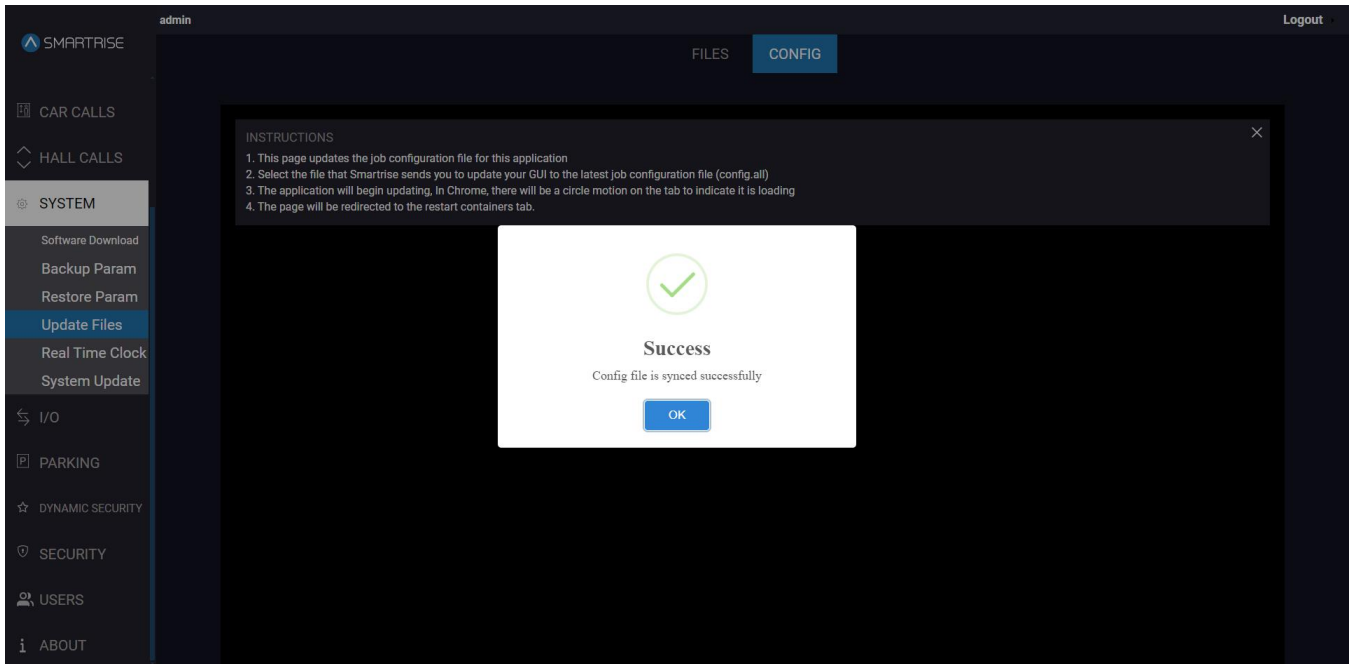 admin
Logout
SMARTRISE
FILES
CONFIG
CAR CALLS
HALL CALLS
SYSTEM
Software Download
Backup Param
Restore Param
Update Files
Real Time Clock
System Update
I/O
PARKING
DYNAMIC SECURITY
SECURITY
USERS
ABOUT
INSTRUCTIONS
1. This page updates the job configuration file for this application
2. Select the file that Smartrise sends you to update your GUI to the latest job configuration file (config.all)
3. The application will begin updating, In Chrome, there will be a circle motion on the tab to indicate it is loading
4. The page will be redirected to the restart containers tab.
Success
Config file is synced successfully
OK